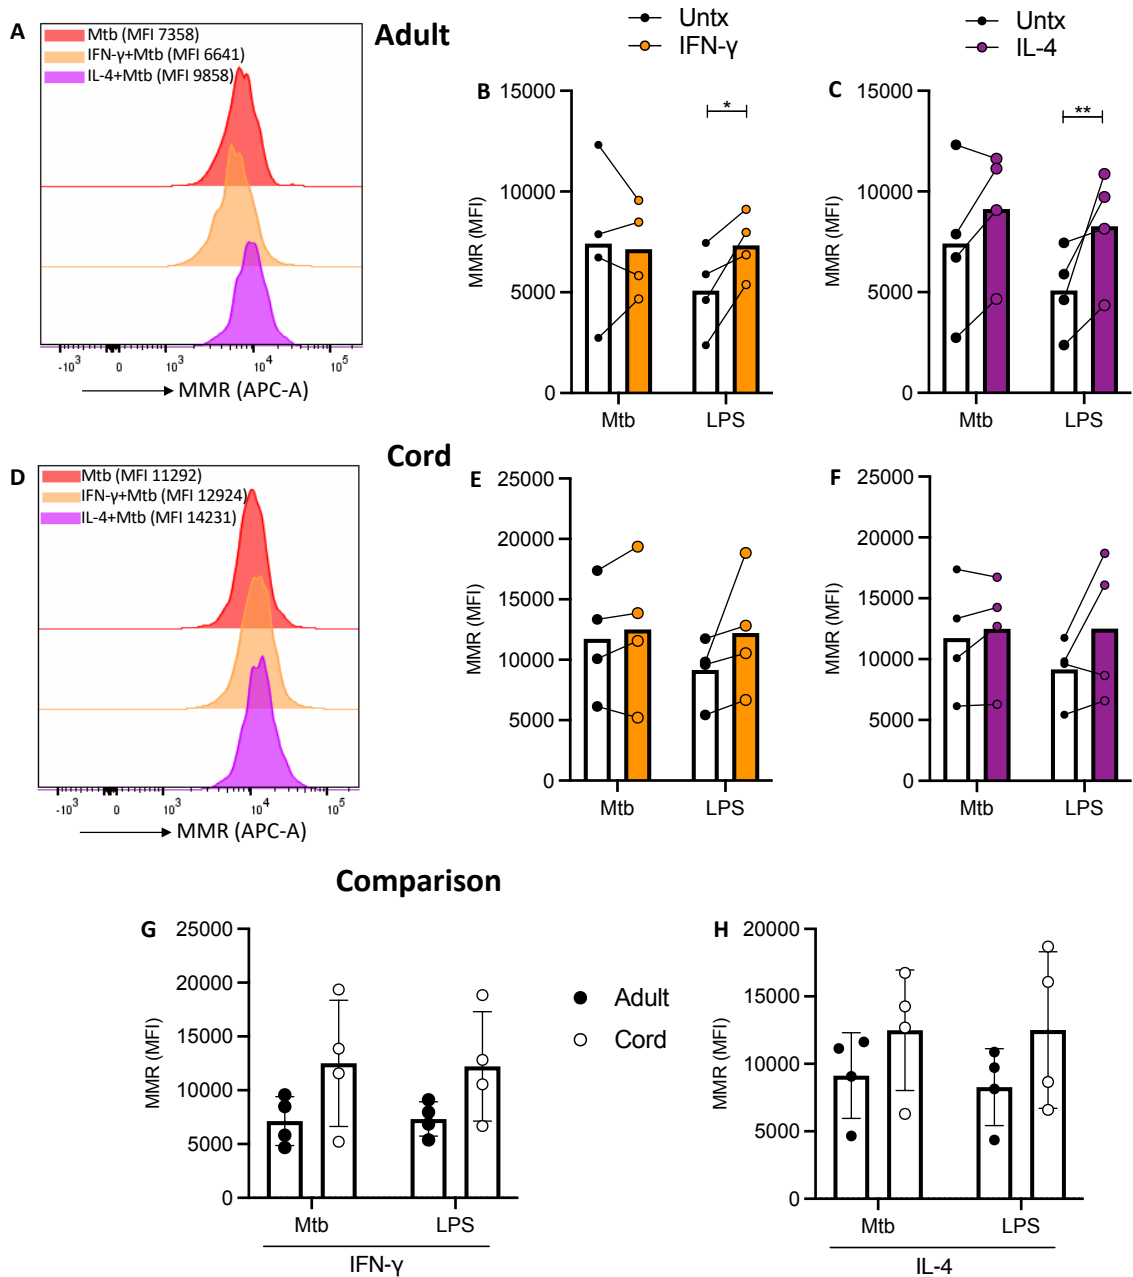 A
Mtb (MFI 7358)
IFN-γ+Mtb (MFI 6641)
IL-4+Mtb (MFI 9858)
-10³ 0 10³ 10⁴ 10⁵
MMR (APC-A)
Adult
Untx
IFN-γ
B
MMR (MFI)
15000
10000
5000
0
*
Mtb LPS
Untx
IL-4
C
MMR (MFI)
15000
10000
5000
0
**
Mtb LPS
Cord
D
Mtb (MFI 11292)
IFN-γ+Mtb (MFI 12924)
IL-4+Mtb (MFI 14231)
-10³ 0 10³ 10⁴ 10⁵
MMR (APC-A)
E
MMR (MFI)
25000
20000
15000
10000
5000
0
Mtb LPS
F
MMR (MFI)
25000
20000
15000
10000
5000
0
Mtb LPS
Comparison
G
MMR (MFI)
25000
20000
15000
10000
5000
0
Mtb LPS
IFN-γ
Adult
Cord
H
MMR (MFI)
20000
15000
10000
5000
0
Mtb LPS
IL-4